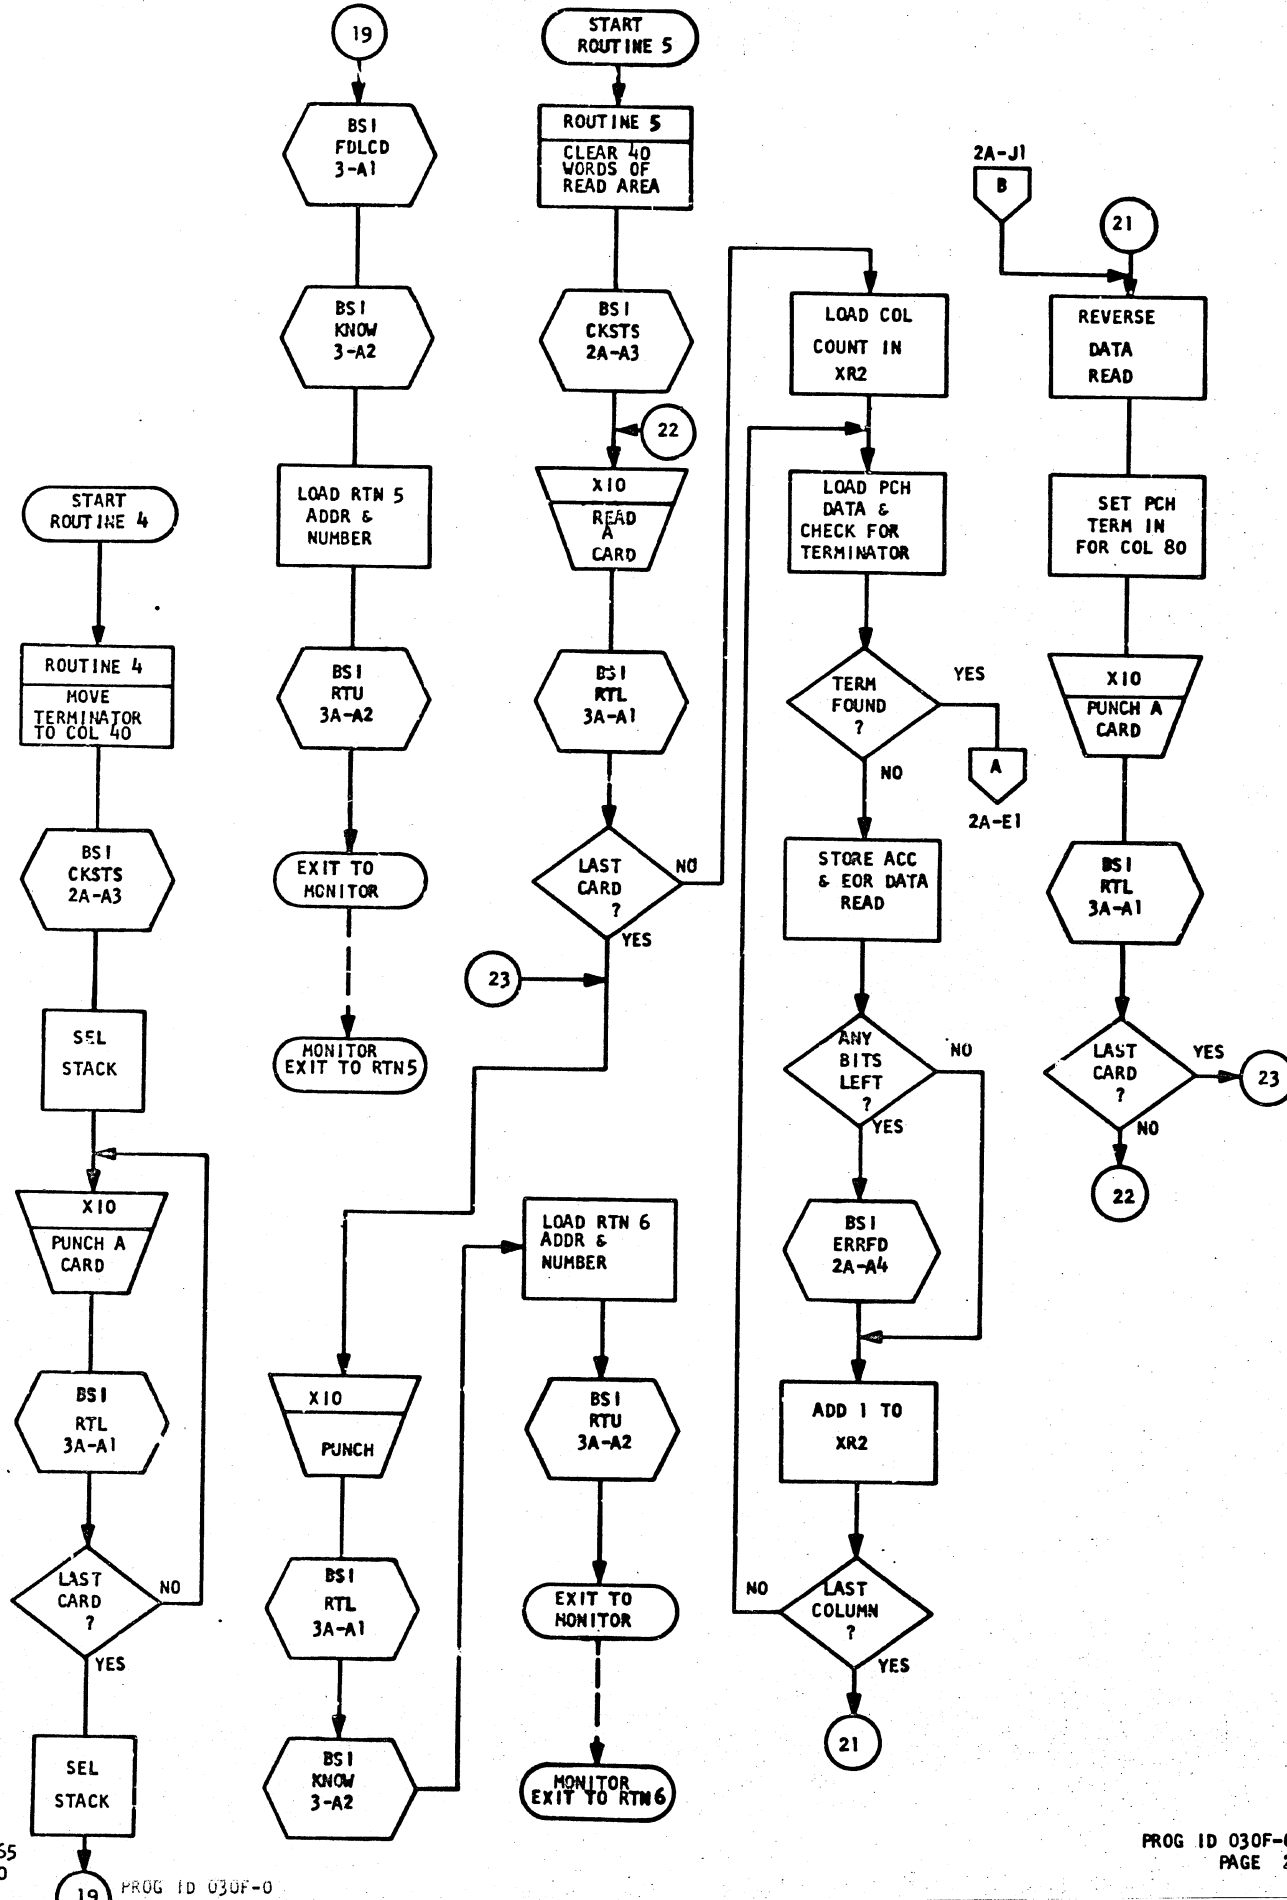 START
ROUTINE 4
ROUTINE 4
MOVE
TERMINATOR
TO COL 40
BSI
CKSTS
2A-A3
SEL
STACK
XIO
PUNCH A
CARD
BSI
RTL
3A-A1
LAST
CARD
?
NO
YES
SEL
STACK
19
19
BSI
FDLCD
3-A1
BSI
KNOW
3-A2
LOAD RTN 5
ADDR &
NUMBER
BSI
RTU
3A-A2
EXIT TO
MONITOR
MONITOR
EXIT TO RTN5
START
ROUTINE 5
ROUTINE 5
CLEAR 40
WORDS OF
READ AREA
BSI
CKSTS
2A-A3
22
XIO
READ
A
CARD
BSI
RTL
3A-A1
LAST
CARD
?
NO
YES
23
XIO
PUNCH
BSI
RTL
3A-A1
BSI
KNOW
3-A2
LOAD RTN 6
ADDR &
NUMBER
BSI
RTU
3A-A2
EXIT TO
MONITOR
MONITOR
EXIT TO RTN6
LOAD COL
COUNT IN
XR2
LOAD PCH
DATA &
CHECK FOR
TERMINATOR
TERM
FOUND
?
YES
A
2A-E1
NO
STORE ACC
& EOR DATA
READ
ANY
BITS
LEFT
?
NO
YES
BSI
ERRFD
2A-A4
ADD 1 TO
XR2
LAST
COLUMN
?
NO
YES
21
2A-J1
B
21
REVERSE
DATA
READ
SET PCH
TERM IN
FOR COL 80
XIO
PUNCH A
CARD
BSI
RTL
3A-A1
LAST
CARD
?
YES
23
NO
22
65
0
PROG ID 030F-0
PROG ID 030F-
PAGE 2